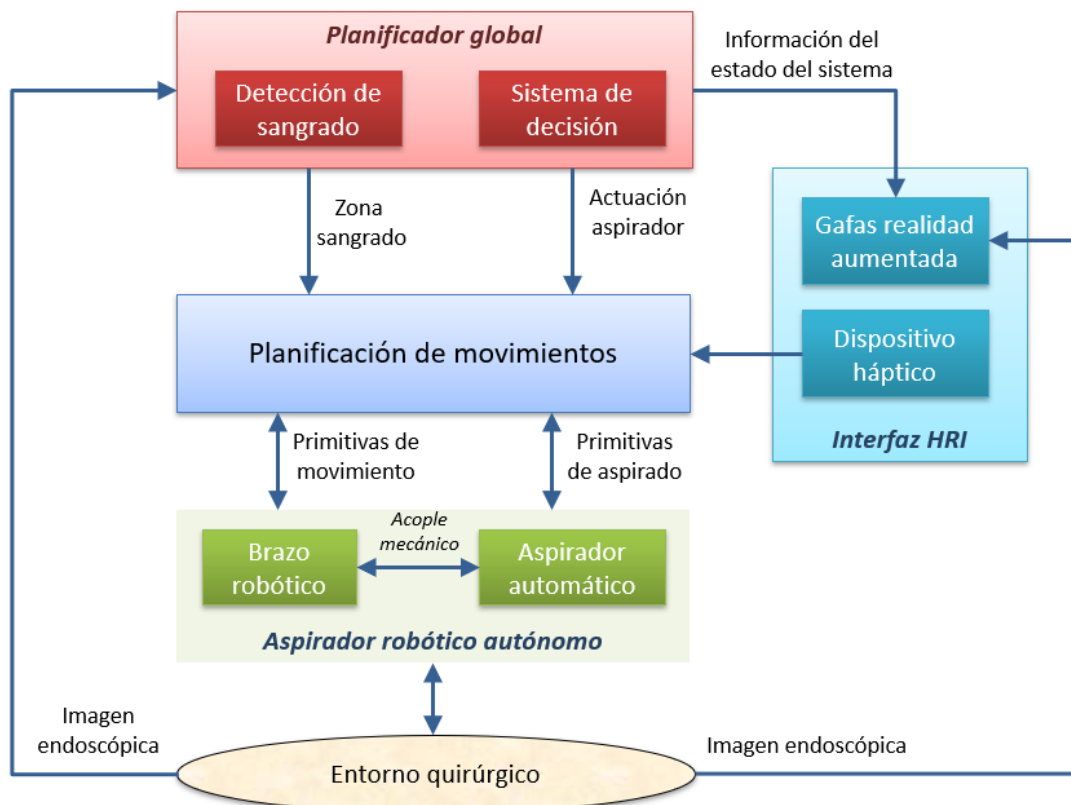 Planificador global
Detección de
sangrado
Sistema de
decisión
Información del
estado del sistema
Zona
sangrado
Actuación
aspirador
Gafas realidad
aumentada
Dispositivo
háptico
Interfaz HRI
Planificación de movimientos
Primitivas de
movimiento
Primitivas
de aspirado
Brazo
robótico
Acople
mecánico
Aspirador
automático
Aspirador robótico autónomo
Imagen
endoscópica
Entorno quirúrgico
Imagen endoscópica